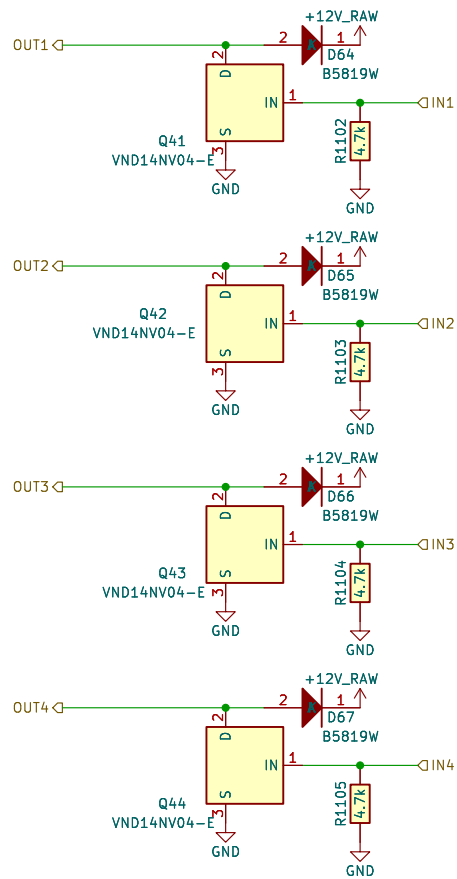 +12V_RAW
OUT1
2
1
D64
B5819W
2
D
IN
1
IN1
S
3
Q41
VND14NV04-E
R1102
4.7k
GND
GND
+12V_RAW
OUT2
2
1
D65
B5819W
2
D
IN
1
IN2
S
3
Q42
VND14NV04-E
R1103
4.7k
GND
GND
+12V_RAW
OUT3
2
1
D66
B5819W
2
D
IN
1
IN3
S
3
Q43
VND14NV04-E
R1104
4.7k
GND
GND
+12V_RAW
OUT4
2
1
D67
B5819W
2
D
IN
1
IN4
S
3
Q44
VND14NV04-E
R1105
4.7k
GND
GND